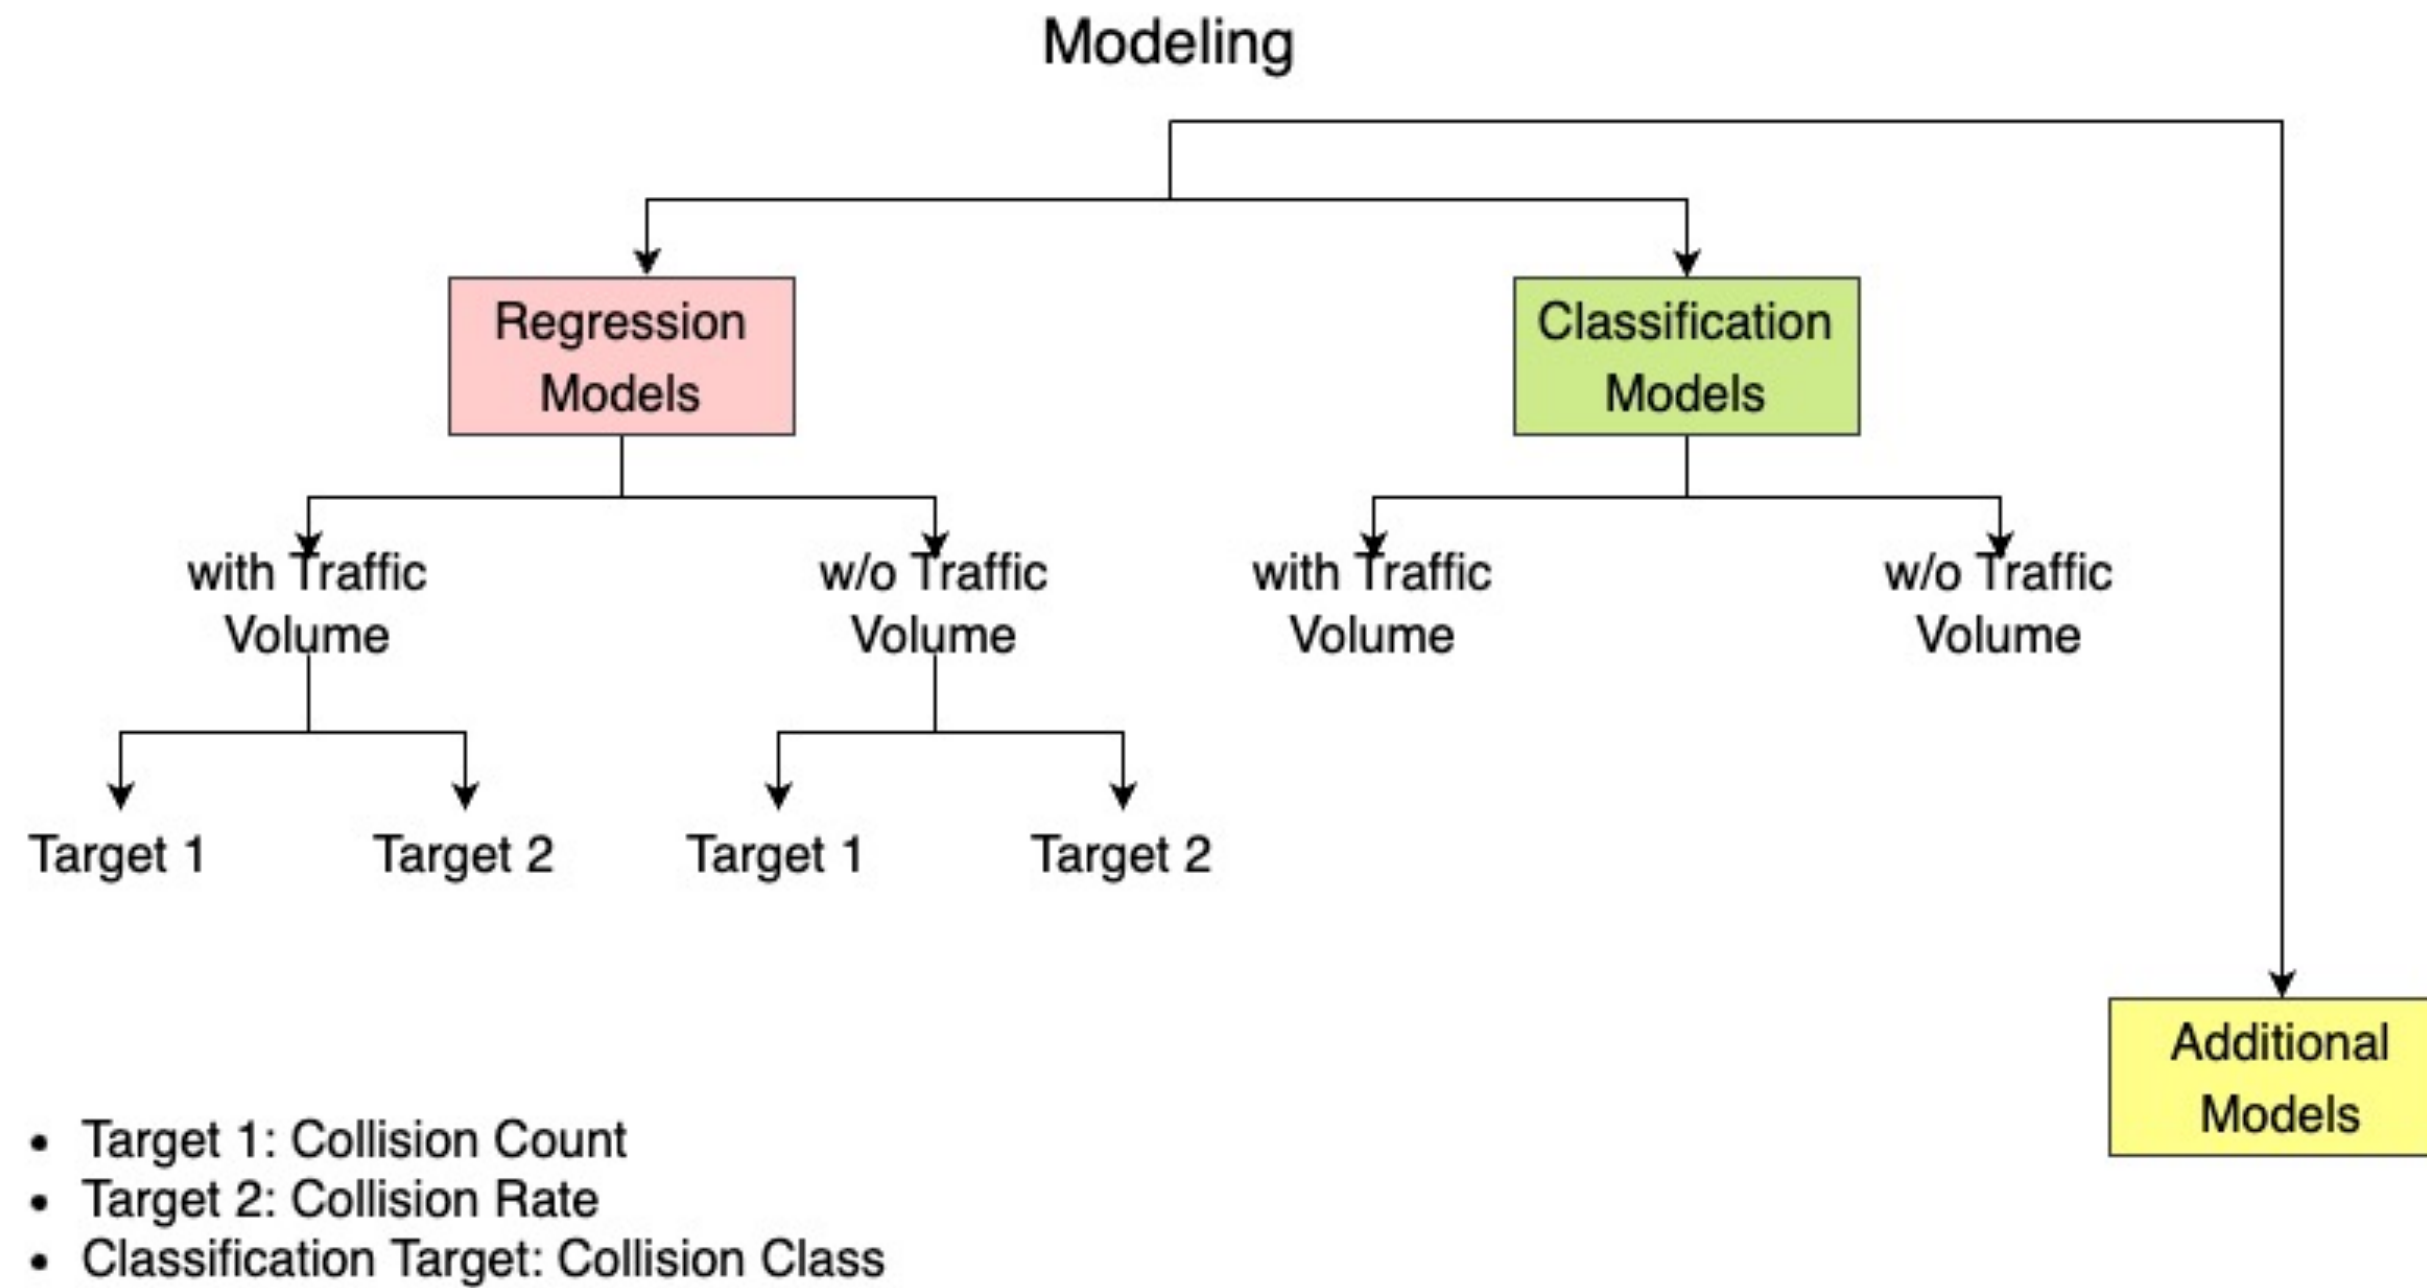 Modeling
Regression
Models
Classification
Models
with Traffic
Volume
w/o Traffic
Volume
with Traffic
Volume
w/o Traffic
Volume
Target 1
Target 2
Target 1
Target 2
Additional
Models
• Target 1: Collision Count
• Target 2: Collision Rate
• Classification Target: Collision Class